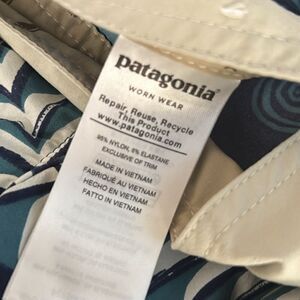 patagonia®
WORN WEAR
Repair, Reuse, Recycle
This Product
www.patagonia.com
95% NYLON, 5% ELASTANE
EXCLUSIVE OF TRIM
MADE IN VIETNAM
FABRIQUÉ AU VIETNAM
HECHO EN VIETNAM
FATTO IN VIETNAM